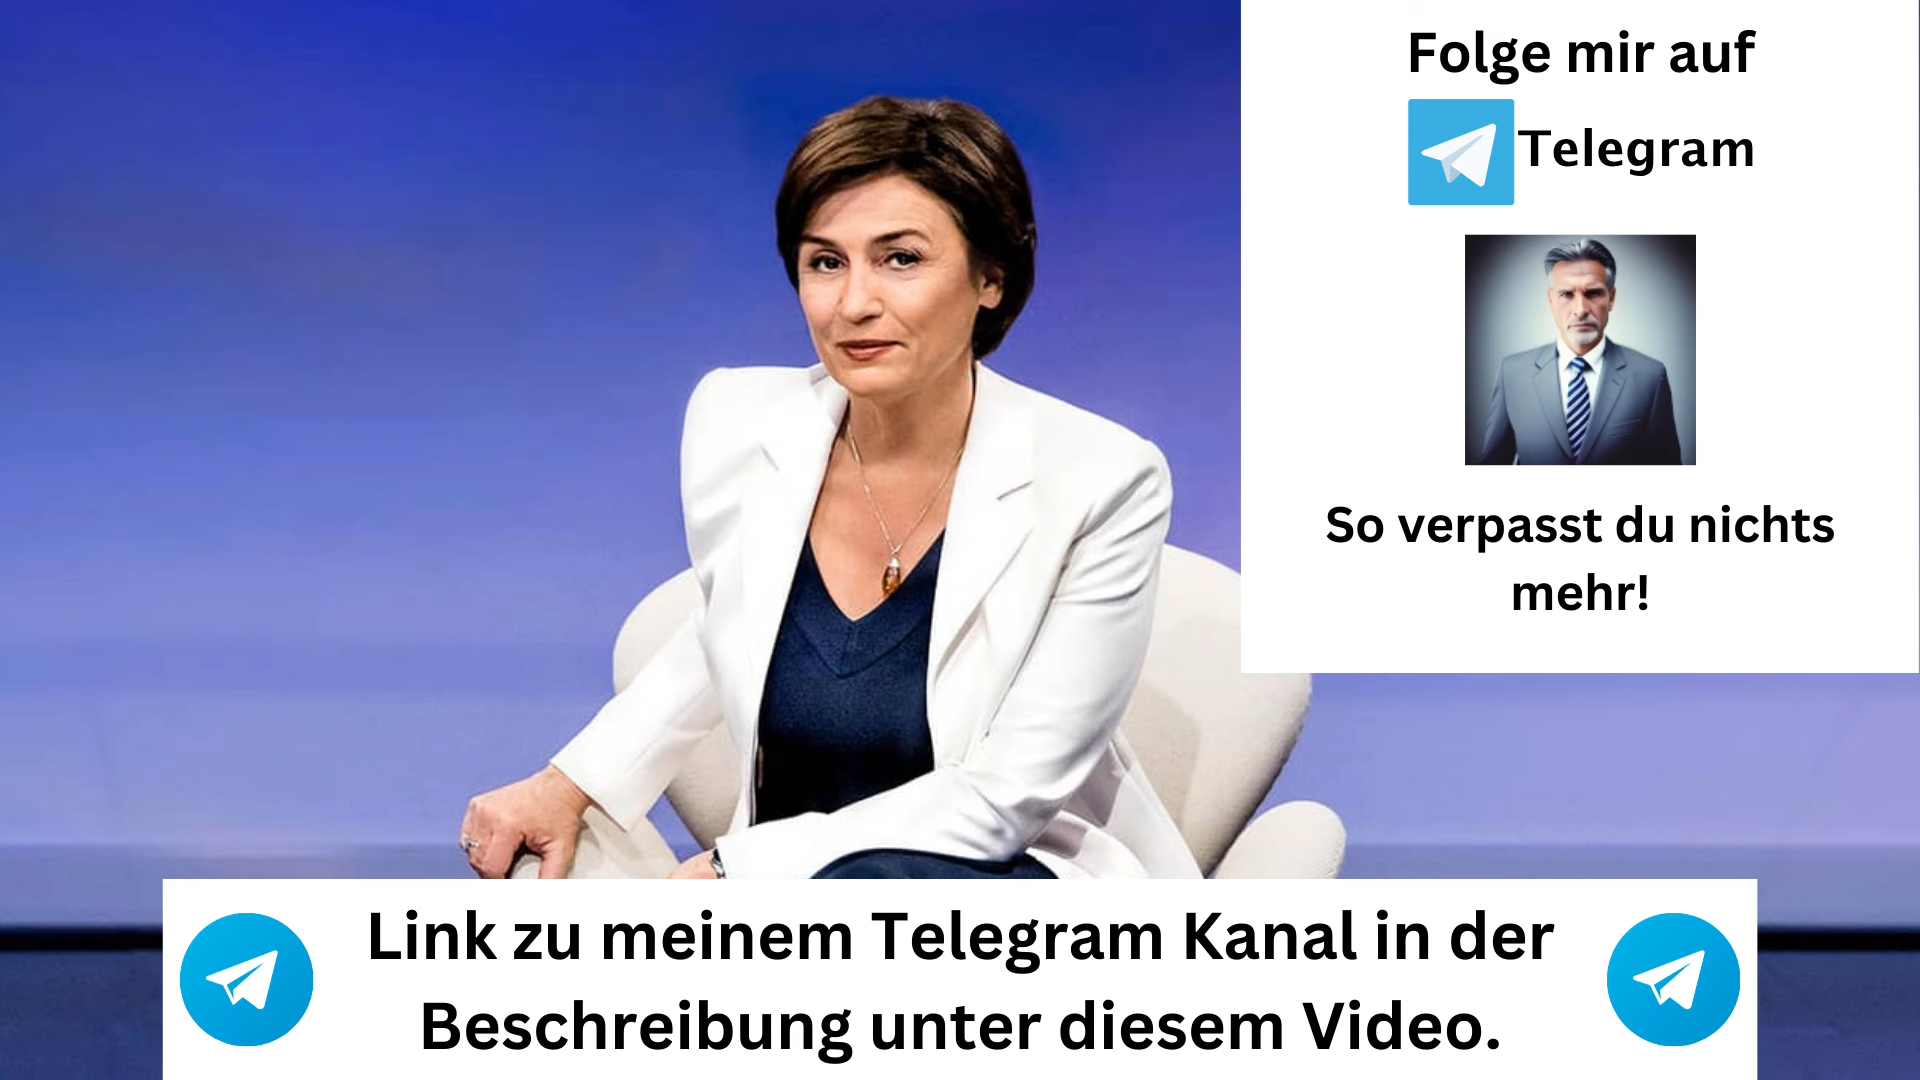 Folge mir auf
Telegram
So verpasst du nichts
mehr!
Link zu meinem Telegram Kanal in der
Beschreibung unter diesem Video.